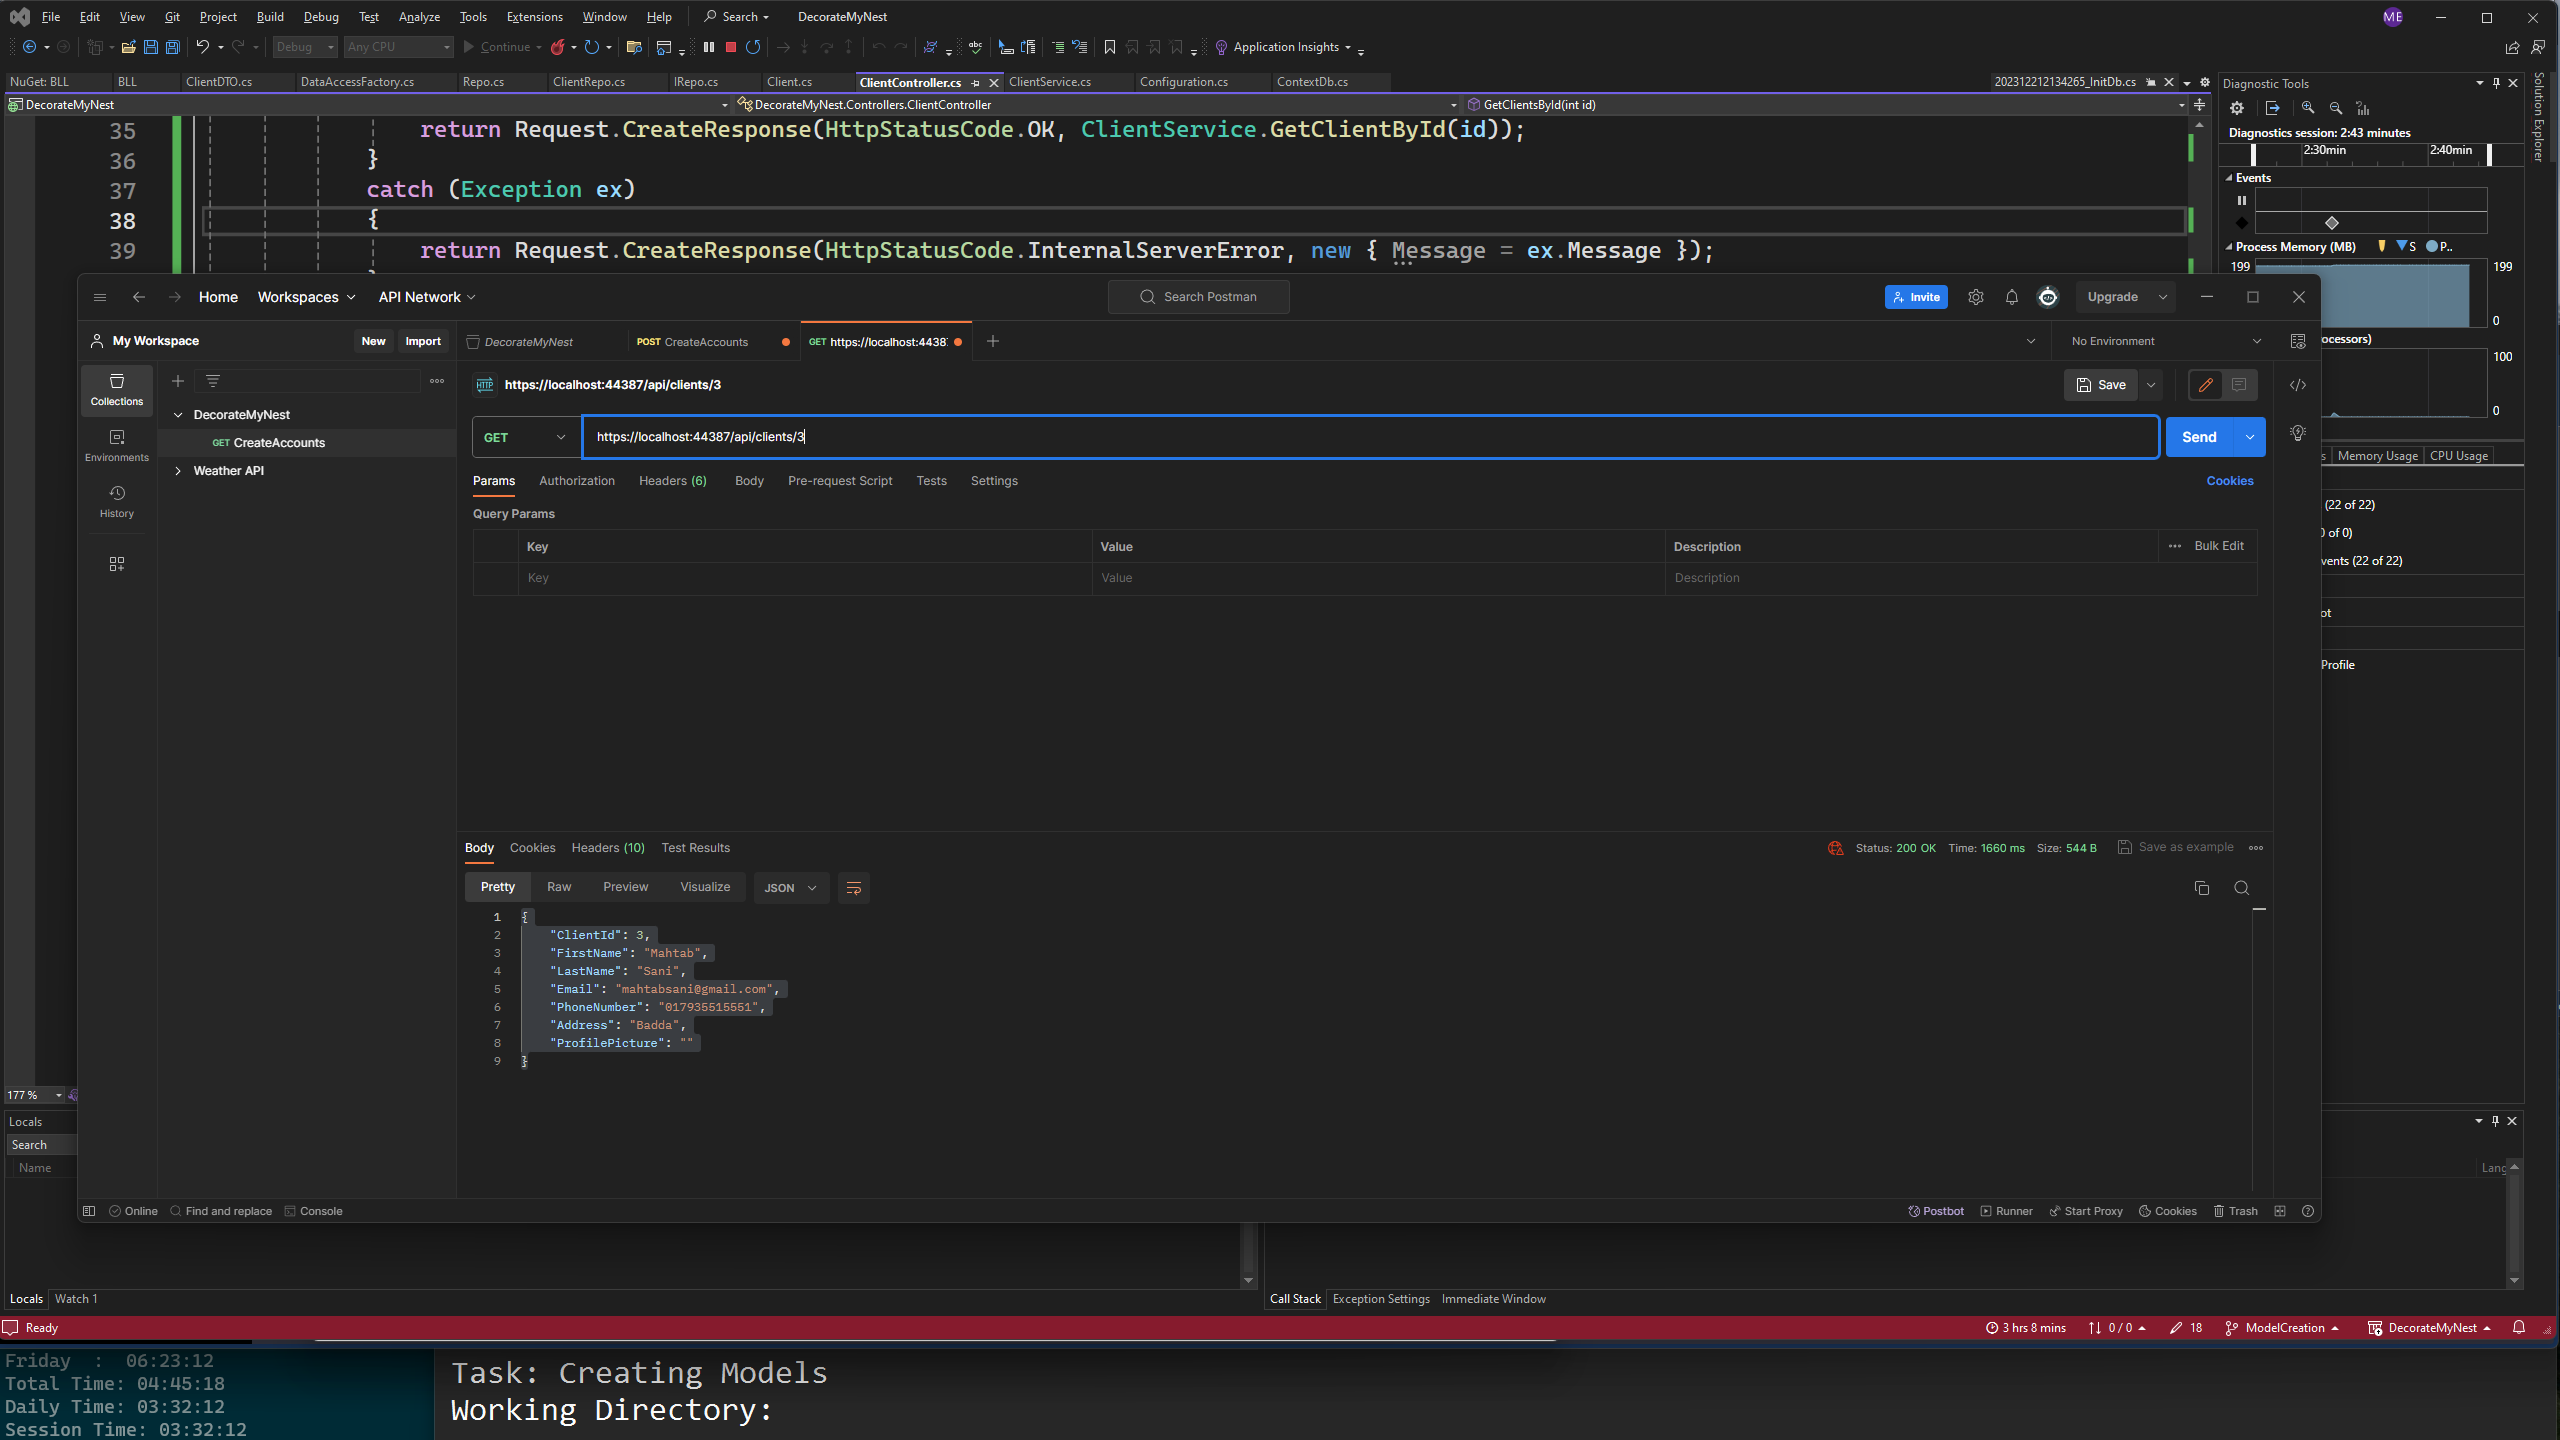 File Edit View Git Project Build Debug Test Analyze Tools Extensions Window Help Search DecorateMyNest ME
Debug Any CPU Continue Application Insights
NuGet: BLL BLL ClientDTO.cs DataAccessFactory.cs Repo.cs ClientRepo.cs IRepo.cs Client.cs ClientController.cs ClientService.cs Configuration.cs ContextDb.cs 202312212134265_InitDb.cs
DecorateMyNest DecorateMyNest.Controllers.ClientController GetClientsById(int id)
35 return Request.CreateResponse(HttpStatusCode.OK, ClientService.GetClientById(id));
36 }
37 catch (Exception ex)
38 {
39 return Request.CreateResponse(HttpStatusCode.InternalServerError, new { Message = ex.Message });
Diagnostic Tools
Solution Explorer
Diagnostics session: 2:43 minutes
2:30min 2:40min
Events
Process Memory (MB) S P..
199 199
0
ocessors)
100
0
s Memory Usage CPU Usage
(22 of 22)
0 of 0)
vents (22 of 22)
ot
Profile
Home Workspaces API Network Search Postman Invite Upgrade
My Workspace New Import DecorateMyNest POST CreateAccounts GET https://localhost:4438 No Environment
Collections
Environments
History
DecorateMyNest
GET CreateAccounts
Weather API
HTTP https://localhost:44387/api/clients/3 Save
GET https://localhost:44387/api/clients/3 Send
Params Authorization Headers (6) Body Pre-request Script Tests Settings Cookies
Query Params
Key Value Description Bulk Edit
Key Value Description
Body Cookies Headers (10) Test Results Status: 200 OK Time: 1660 ms Size: 544 B Save as example
Pretty Raw Preview Visualize JSON
1 {
2 "ClientId": 3,
3 "FirstName": "Mahtab",
4 "LastName": "Sani",
5 "Email": "mahtabsani@gmail.com",
6 "PhoneNumber": "017935515551",
7 "Address": "Badda",
8 "ProfilePicture": ""
9 }
Online Find and replace Console Postbot Runner Start Proxy Cookies Trash
177 %
Locals
Search
Name
Lang
Locals Watch 1
Call Stack Exception Settings Immediate Window
Ready 3 hrs 8 mins 0 / 0 18 ModelCreation DecorateMyNest
Friday : 06:23:12
Total Time: 04:45:18
Daily Time: 03:32:12
Session Time: 03:32:12
Task: Creating Models
Working Directory: